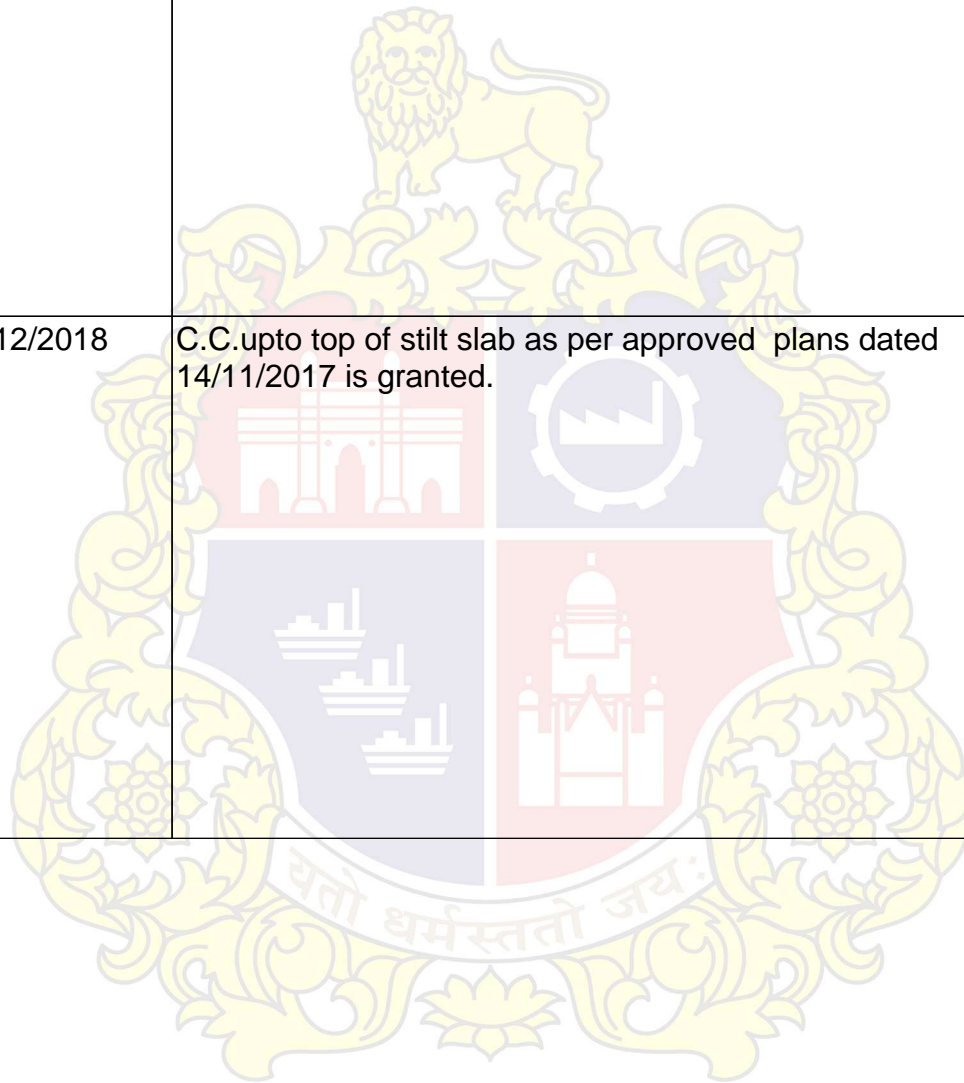 12/2018
C.C.upto top of stilt slab as per approved plans dated
14/11/2017 is granted.
यतो धर्मस्ततो जय: